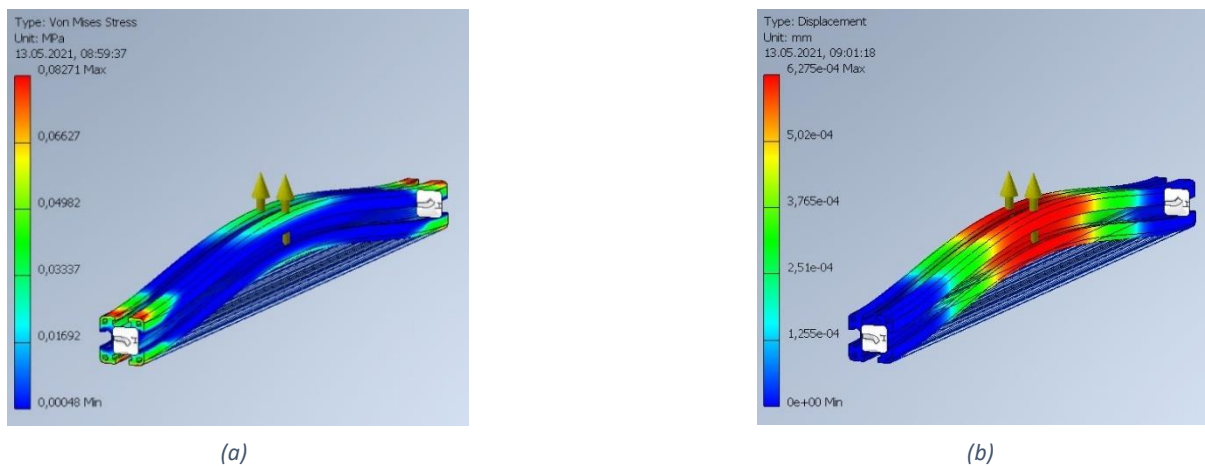 Type: Von Mises Stress
Unit: MPa
13.05.2021, 08:59:37
0,08271 Max
0,06627
0,04982
0,03337
0,01692
0,00048 Min
(a)
Type: Displacement
Unit: mm
13.05.2021, 09:01:18
6,275e-04 Max
5,02e-04
3,765e-04
2,51e-04
1,255e-04
0e+00 Min
(b)